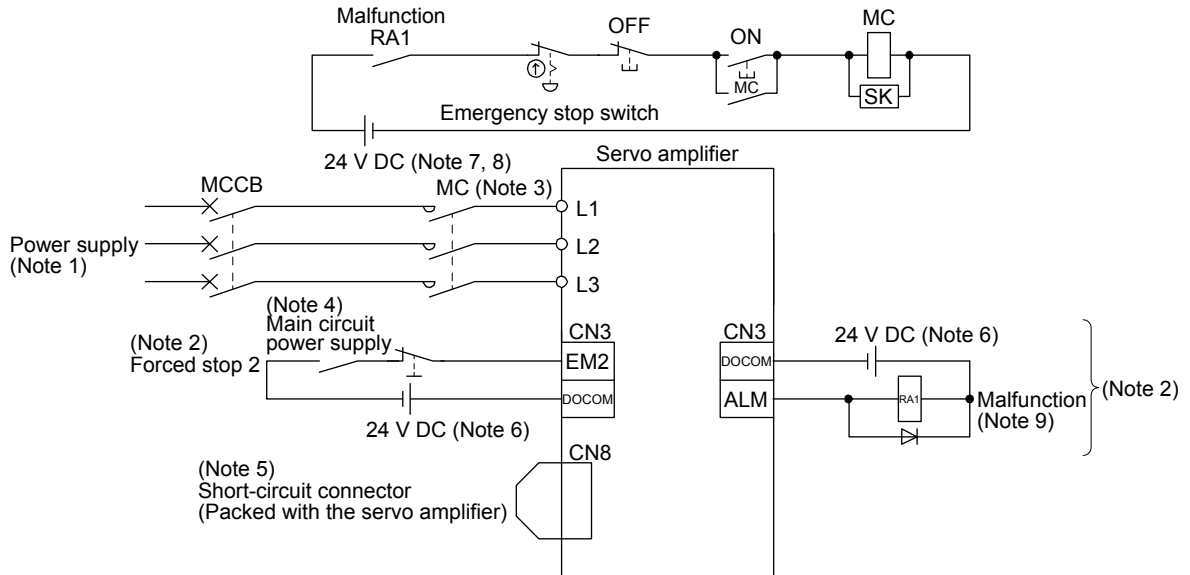 Malfunction
RA1
OFF
ON
MC
MC
SK
Emergency stop switch
24 V DC (Note 7, 8)
Servo amplifier
MCCB
MC (Note 3)
L1
Power supply
(Note 1)
L2
L3
(Note 4)
Main circuit
power supply
(Note 2)
Forced stop 2
CN3
EM2
DOCOM
24 V DC (Note 6)
CN3
DOCOM
ALM
24 V DC (Note 6)
RA1
Malfunction
(Note 9)
(Note 2)
CN8
(Note 5)
Short-circuit connector
(Packed with the servo amplifier)